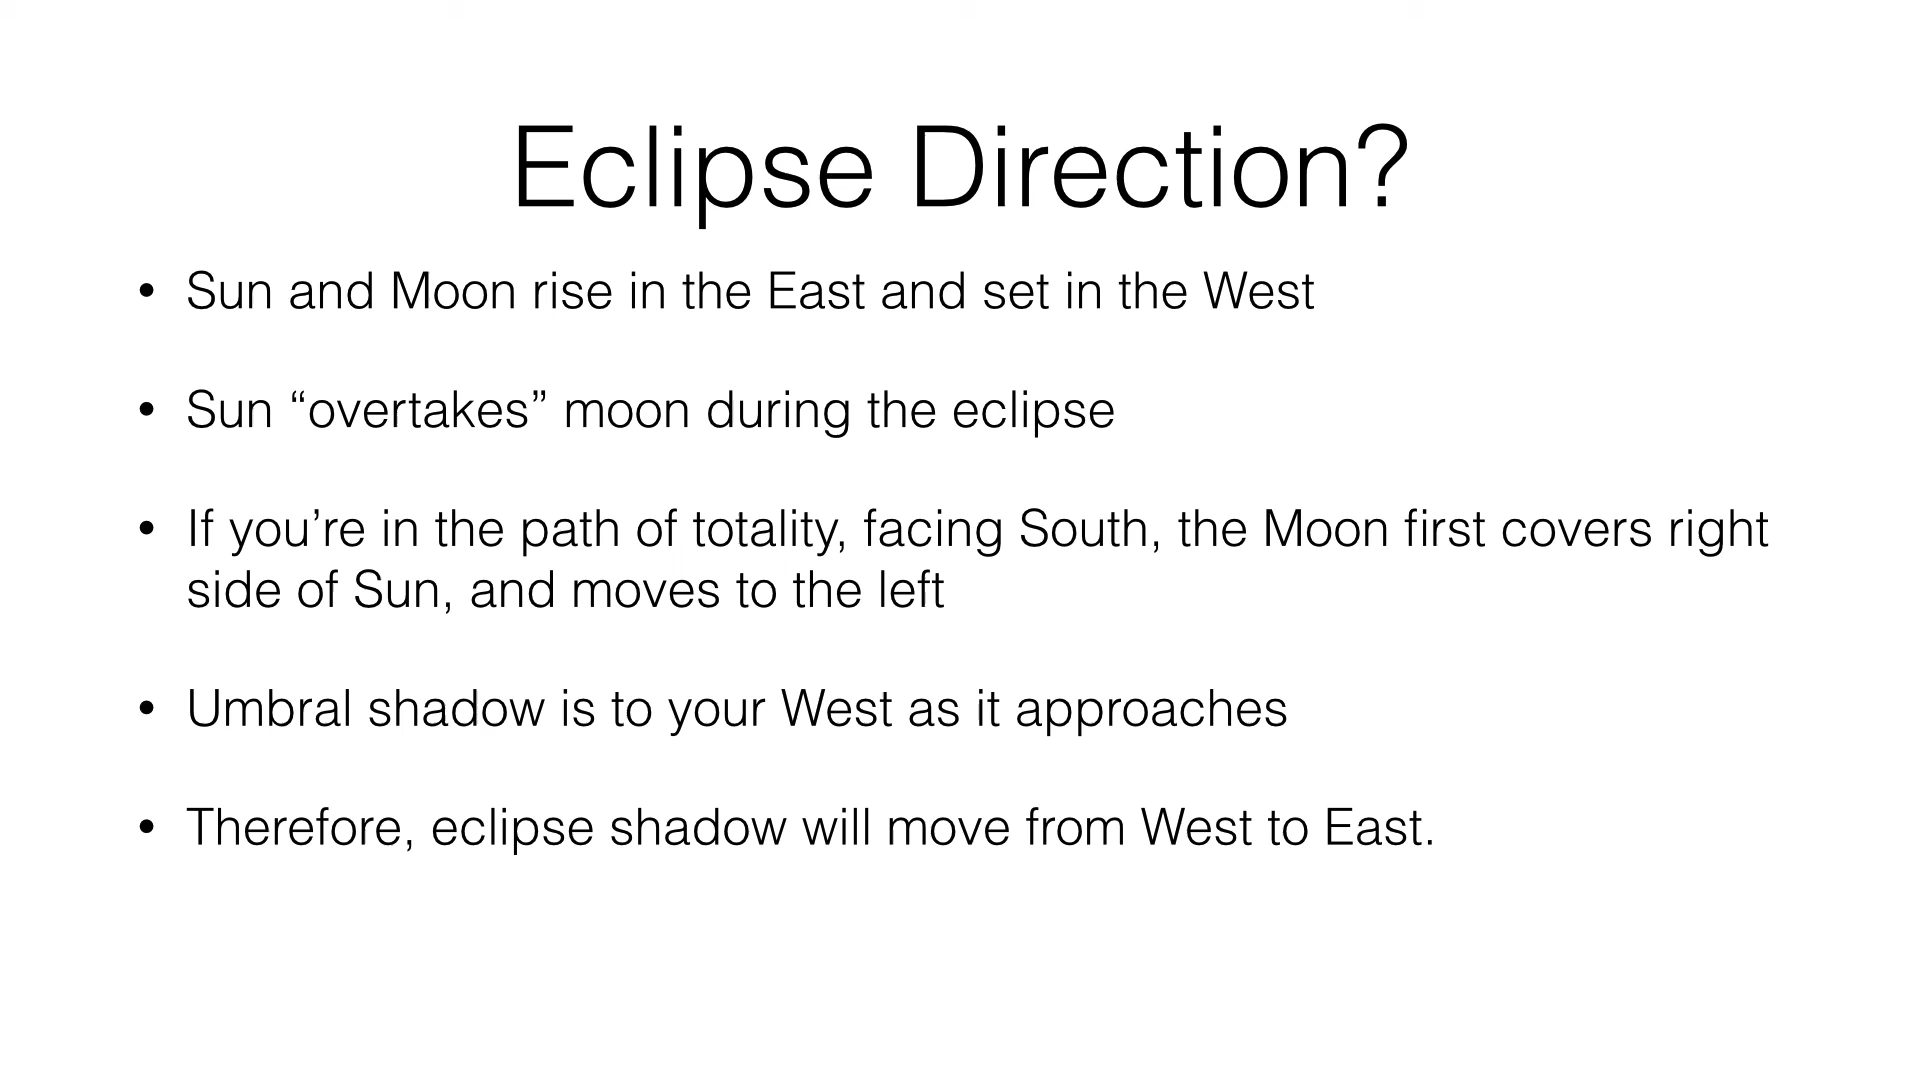 Eclipse Direction?
• Sun and Moon rise in the East and set in the West
• Sun “overtakes” moon during the eclipse
• If you’re in the path of totality, facing South, the Moon first covers right
side of Sun, and moves to the left
• Umbral shadow is to your West as it approaches
• Therefore, eclipse shadow will move from West to East.